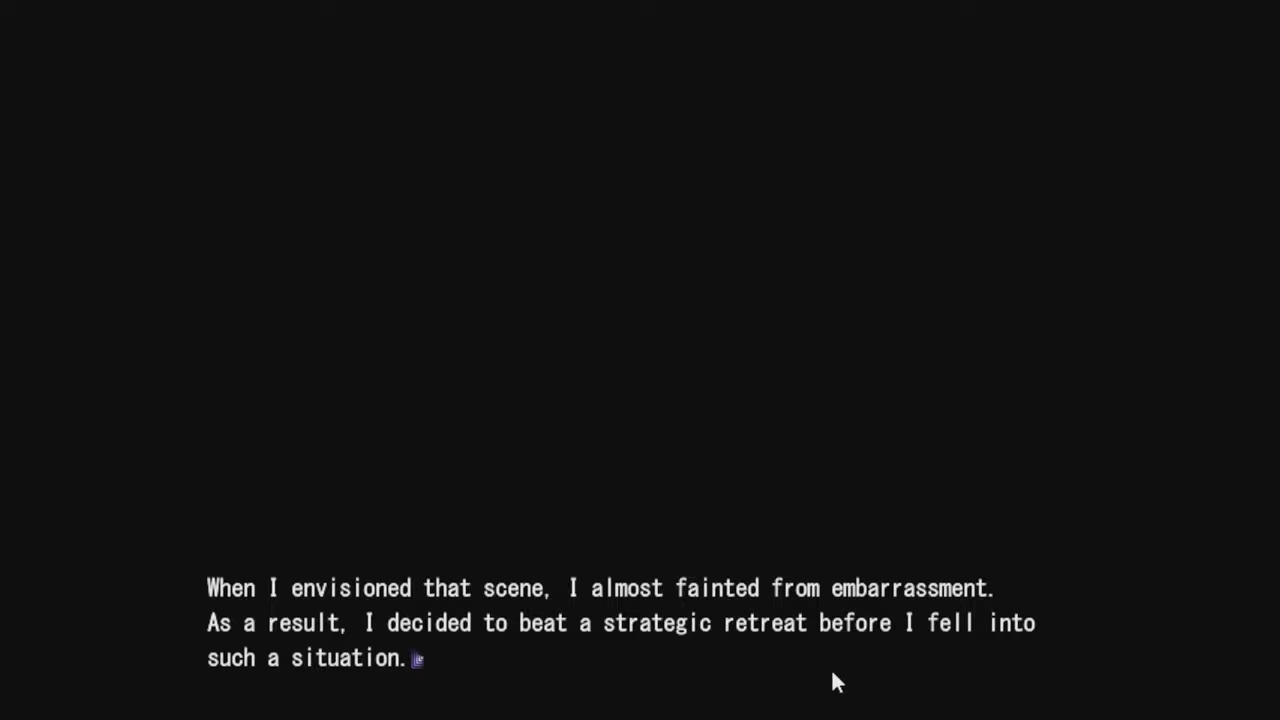 When I envisioned that scene, I almost fainted from embarrassment.
As a result, I decided to beat a strategic retreat before I fell into
such a situation.